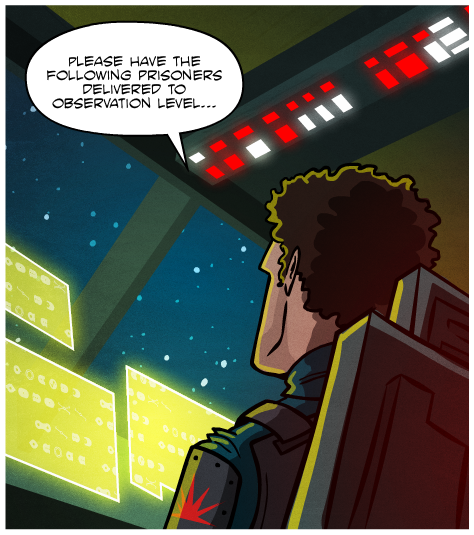 PLEASE HAVE THE
FOLLOWING PRISONERS
DELIVERED TO
OBSERVATION LEVEL...